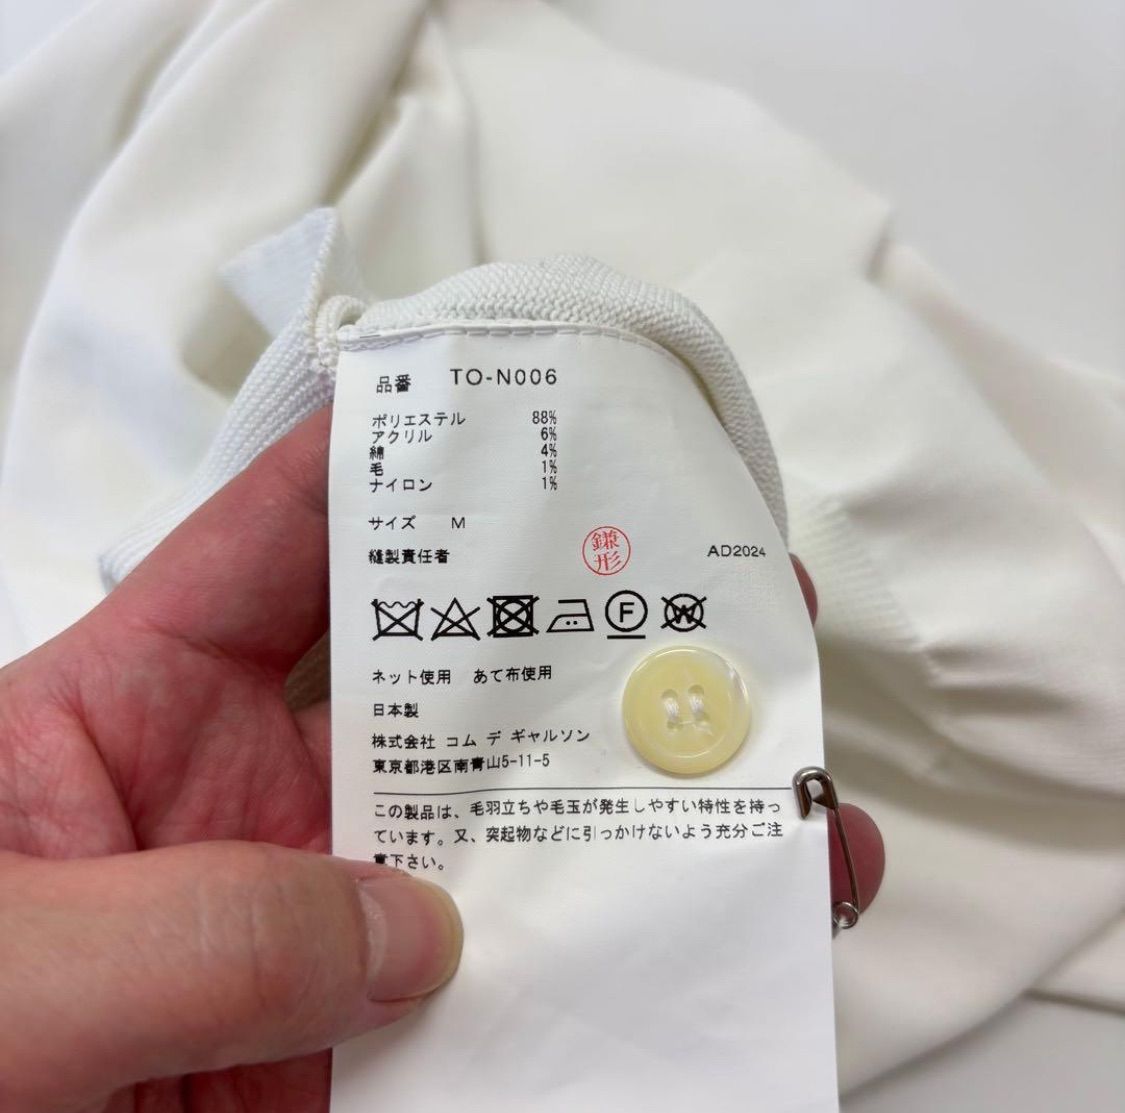 品番 TO-N006
ポリエステル 88%
アクリル 6%
綿 4%
毛 1%
ナイロン 1%
サイズ M
縫製責任者 鎌形 AD2024
F W
ネット使用 あて布使用
日本製
株式会社 コム デ ギャルソン
東京都港区南青山5-11-5
この製品は、毛羽立ちや毛玉が発生しやすい特性を持っ
ています。又、突起物などに引っかけないよう充分ご注
意下さい。